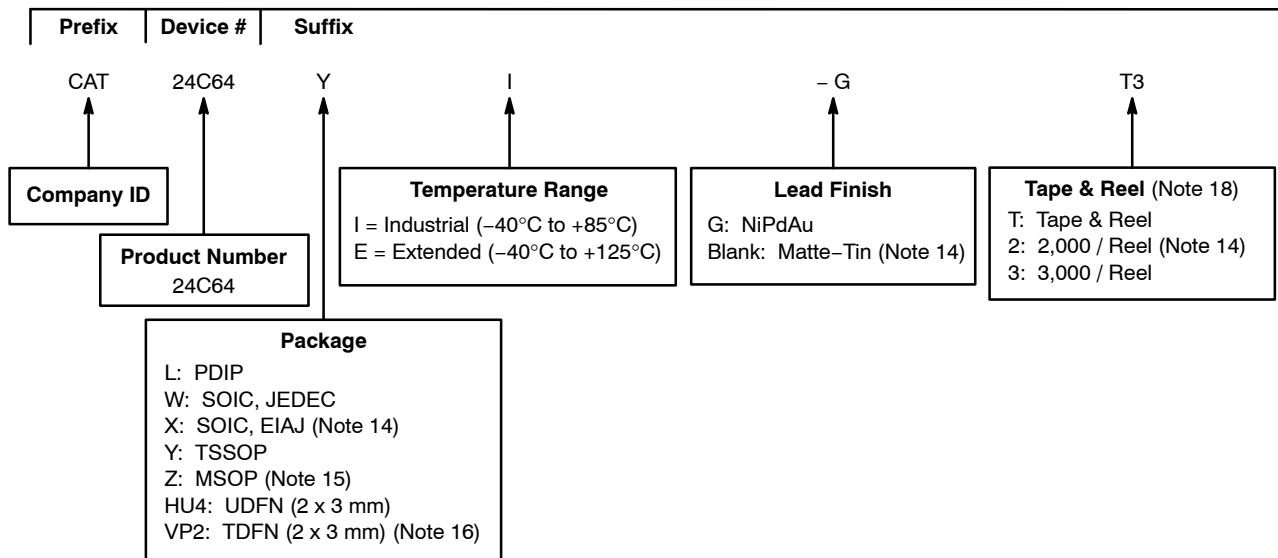 Prefix Device # Suffix
CAT 24C64 Y I – G T3
Company ID
Product Number
24C64
Package
L: PDIP
W: SOIC, JEDEC
X: SOIC, EIAJ (Note 14)
Y: TSSOP
Z: MSOP (Note 15)
HU4: UDFN (2 x 3 mm)
VP2: TDFN (2 x 3 mm) (Note 16)
Temperature Range
I = Industrial (−40°C to +85°C)
E = Extended (−40°C to +125°C)
Lead Finish
G: NiPdAu
Blank: Matte−Tin (Note 14)
Tape & Reel (Note 18)
T: Tape & Reel
2: 2,000 / Reel (Note 14)
3: 3,000 / Reel